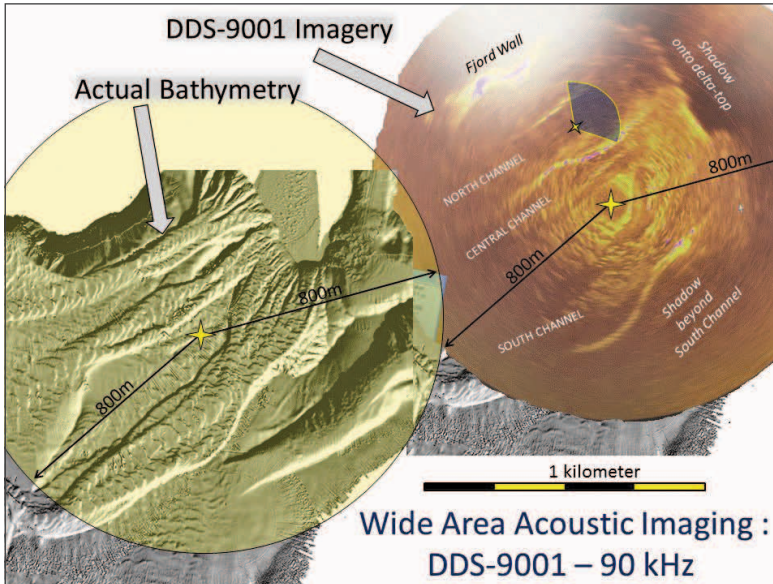 DDS-9001 Imagery
Actual Bathymetry
Fjord Wall
Shadow
onto delta-top
NORTH CHANNEL
CENTRAL CHANNEL
SOUTH CHANNEL
800m
800m
Shadow
beyond
South Channel
800m
800m
1 kilometer
Wide Area Acoustic Imaging :
DDS-9001 – 90 kHz